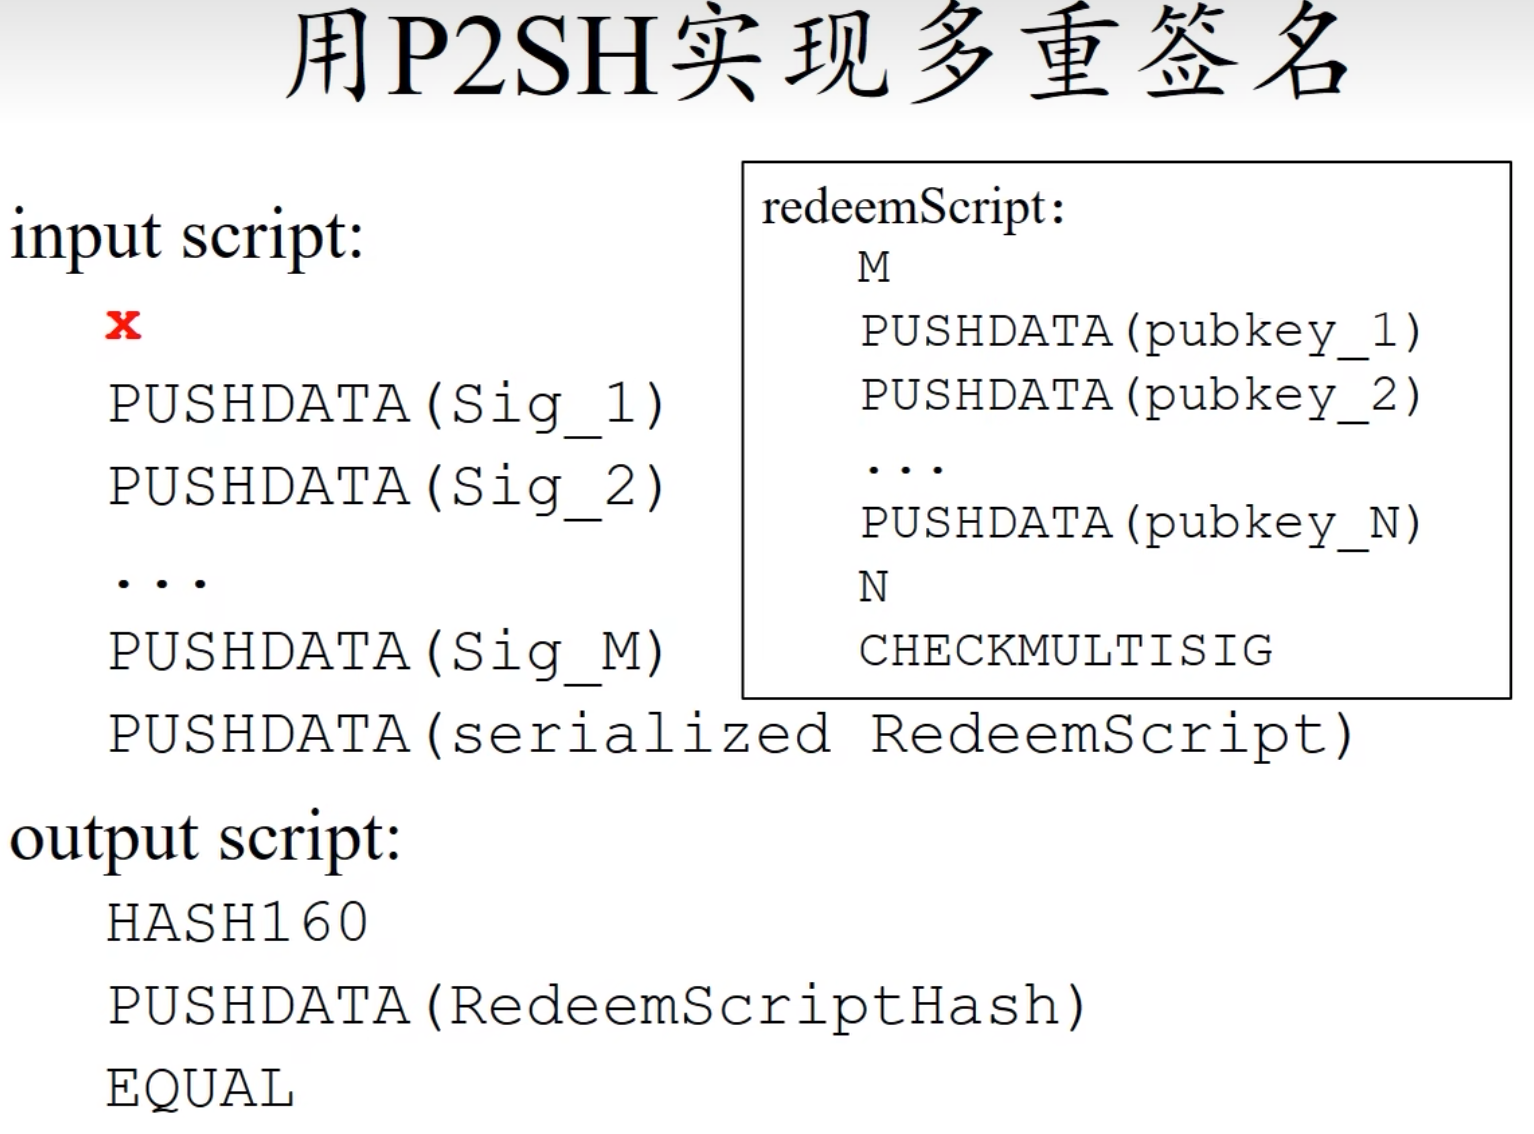 用P2SH实现多重签名
input script:
x
PUSHDATA(Sig_1)
PUSHDATA(Sig_2)
...
PUSHDATA(Sig_M)
PUSHDATA(serialized RedeemScript)
redeemScript:
M
PUSHDATA(pubkey_1)
PUSHDATA(pubkey_2)
...
PUSHDATA(pubkey_N)
N
CHECKMULTISIG
output script:
HASH160
PUSHDATA(RedeemScriptHash)
EQUAL